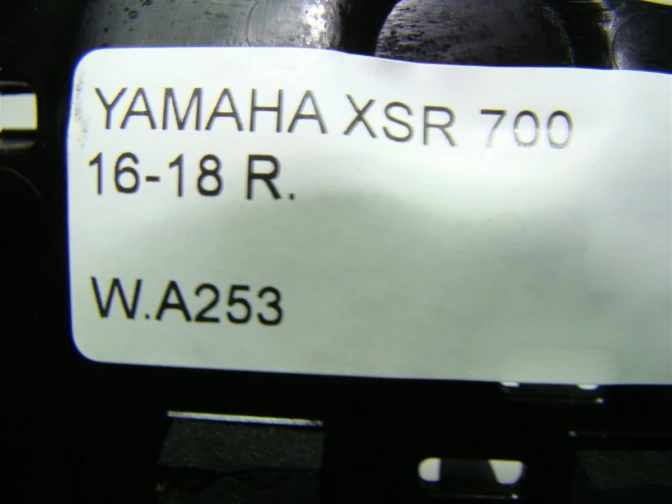 YAMAHA XSR 700
16-18 R.
W.A253